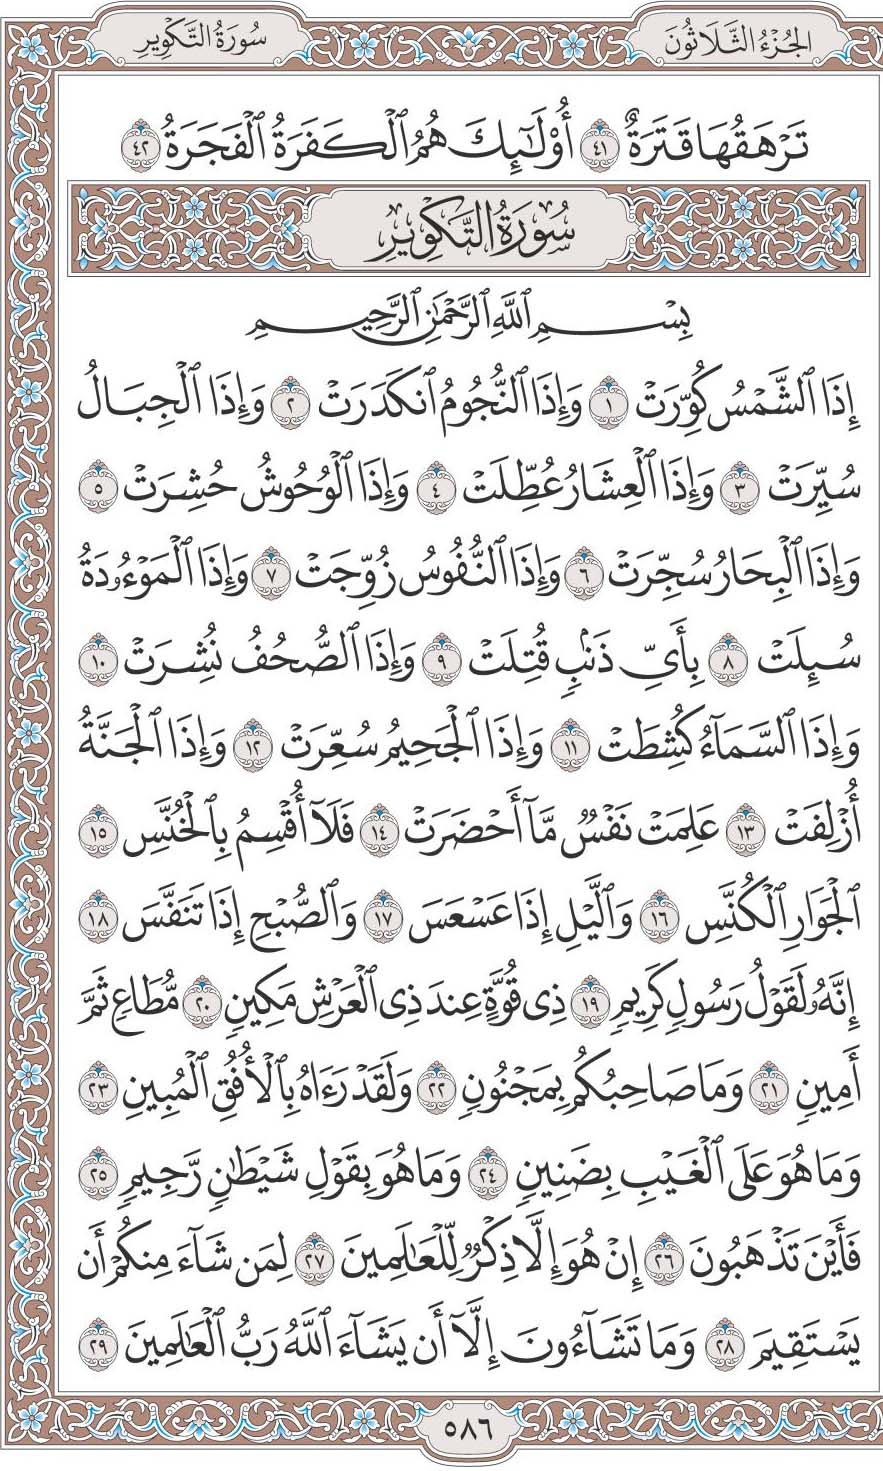 الجُزْءُ الثَّلَاثُونَ
سُورَةُ التَّكْوِيرِ
تَرْهَقُهَا قَتَرَةٌ ٤١ أُوْلَٰٓئِكَ هُمُ ٱلْكَفَرَةُ ٱلْفَجَرَةُ ٤٢
سُورَةُ التَّكْوِيرِ
بِسْمِ ٱللَّهِ ٱلرَّحْمَٰنِ ٱلرَّحِيمِ
إِذَا ٱلشَّمْسُ كُوِّرَتْ ١ وَإِذَا ٱلنُّجُومُ ٱنكَدَرَتْ ٢ وَإِذَا ٱلْجِبَالُ
سُيِّرَتْ ٣ وَإِذَا ٱلْعِشَارُ عُطِّلَتْ ٤ وَإِذَا ٱلْوُحُوشُ حُشِرَتْ ٥
وَإِذَا ٱلْبِحَارُ سُجِّرَتْ ٦ وَإِذَا ٱلنُّفُوسُ زُوِّجَتْ ٧ وَإِذَا ٱلْمَوْءُۥدَةُ
سُئِلَتْ ٨ بِأَيِّ ذَنۢبٍ قُتِلَتْ ٩ وَإِذَا ٱلصُّحُفُ نُشِرَتْ ١٠
وَإِذَا ٱلسَّمَآءُ كُشِطَتْ ١١ وَإِذَا ٱلْجَحِيمُ سُعِّرَتْ ١٢ وَإِذَا ٱلْجَنَّةُ
أُزْلِفَتْ ١٣ عَلِمَتْ نَفْسٌ مَّآ أَحْضَرَتْ ١٤ فَلَآ أُقْسِمُ بِٱلْخُنَّسِ ١٥
ٱلْجَوَارِ ٱلْكُنَّسِ ١٦ وَٱلَّيْلِ إِذَا عَسْعَسَ ١٧ وَٱلصُّبْحِ إِذَا تَنَفَّسَ ١٨
إِنَّهُۥ لَقَوْلُ رَسُولٍ كَرِيمٍ ١٩ ذِى قُوَّةٍ عِندَ ذِى ٱلْعَرْشِ مَكِينٍ ٢٠ مُّطَاعٍ ثَمَّ
أَمِينٍ ٢١ وَمَا صَاحِبُكُم بِمَجْنُونٍ ٢٢ وَلَقَدْ رَءَاهُ بِٱلْأُفُقِ ٱلْمُبِينِ ٢٣
وَمَا هُوَ عَلَى ٱلْغَيْبِ بِضَنِينٍ ٢٤ وَمَا هُوَ بِقَوْلِ شَيْطَٰنٍ رَّجِيمٍ ٢٥
فَأَيْنَ تَذْهَبُونَ ٢٦ إِنْ هُوَ إِلَّا ذِكْرٌ لِّلْعَٰلَمِينَ ٢٧ لِمَن شَآءَ مِنكُمْ أَن
يَسْتَقِيمَ ٢٨ وَمَا تَشَآءُونَ إِلَّآ أَن يَشَآءَ ٱللَّهُ رَبُّ ٱلْعَٰلَمِينَ ٢٩
٥٨٦